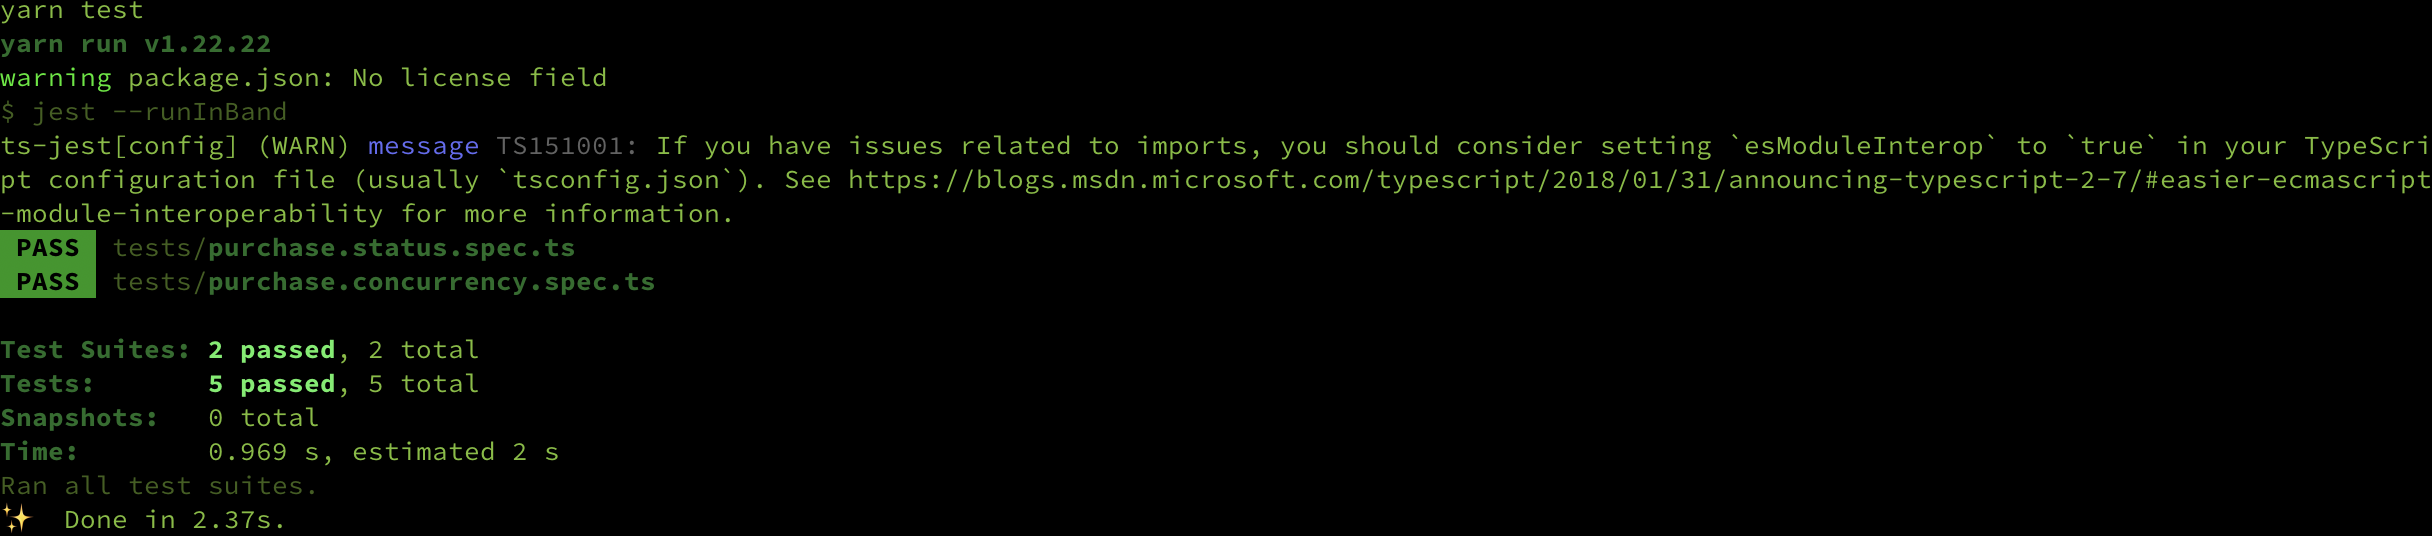 yarn test
yarn run v1.22.22
warning package.json: No license field
$ jest --runInBand
ts-jest[config] (WARN) message TS151001: If you have issues related to imports, you should consider setting `esModuleInterop` to `true` in your TypeScri
pt configuration file (usually `tsconfig.json`). See https://blogs.msdn.microsoft.com/typescript/2018/01/31/announcing-typescript-2-7/#easier-ecmascript
-module-interoperability for more information.
PASS tests/purchase.status.spec.ts
PASS tests/purchase.concurrency.spec.ts
Test Suites: 2 passed, 2 total
Tests: 5 passed, 5 total
Snapshots: 0 total
Time: 0.969 s, estimated 2 s
Ran all test suites.
✨ Done in 2.37s.